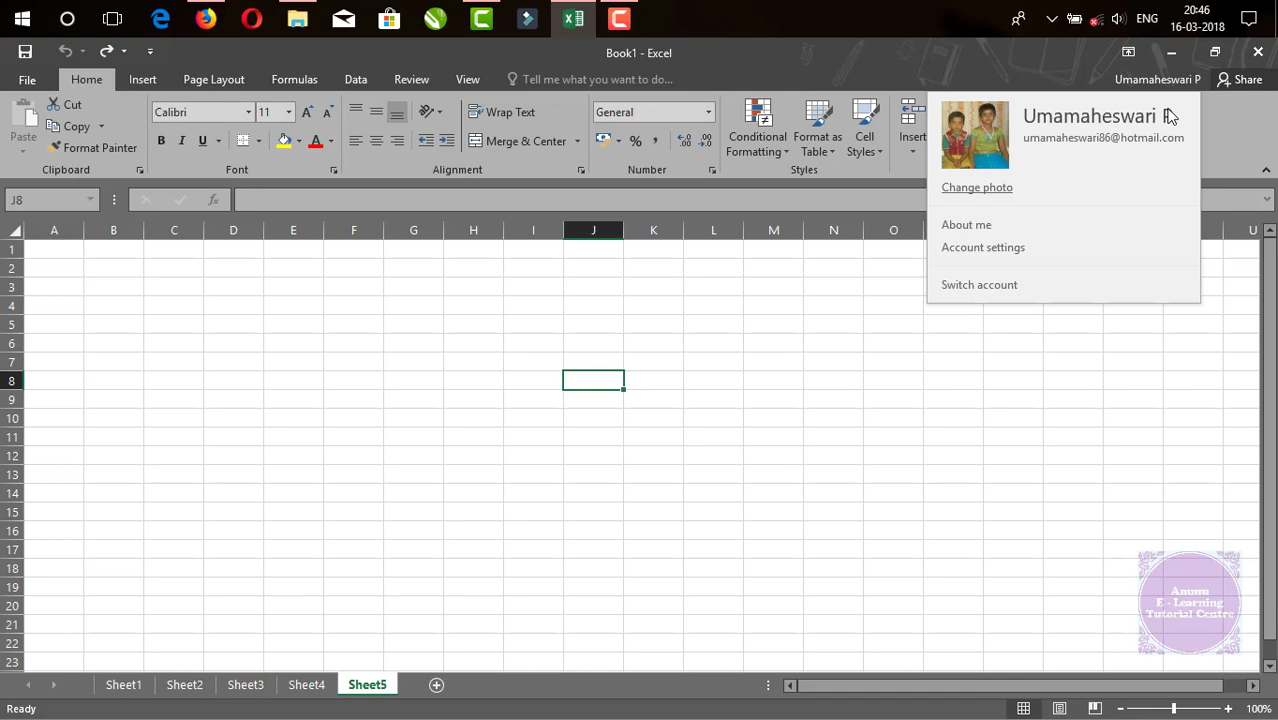 ENG
20:46
16-03-2018
Book1 - Excel
File
Home
Insert
Page Layout
Formulas
Data
Review
View
Tell me what you want to do...
Umamaheswari P
Share
Paste
Cut
Copy
Format Painter
Clipboard
Calibri
11
B I U
Font
Wrap Text
Merge & Center
Alignment
General
%
Number
Conditional
Formatting
Format as
Table
Cell
Styles
Styles
Insert
Umamaheswari
umamaheswari86@hotmail.com
Change photo
About me
Account settings
Switch account
J8
fx
A B C D E F G H I J K L M N O U
1
2
3
4
5
6
7
8
9
10
11
12
13
14
15
16
17
18
19
20
21
22
23
Anumu
E - Learning
Tutorial Centre
Sheet1
Sheet2
Sheet3
Sheet4
Sheet5
Ready
100%